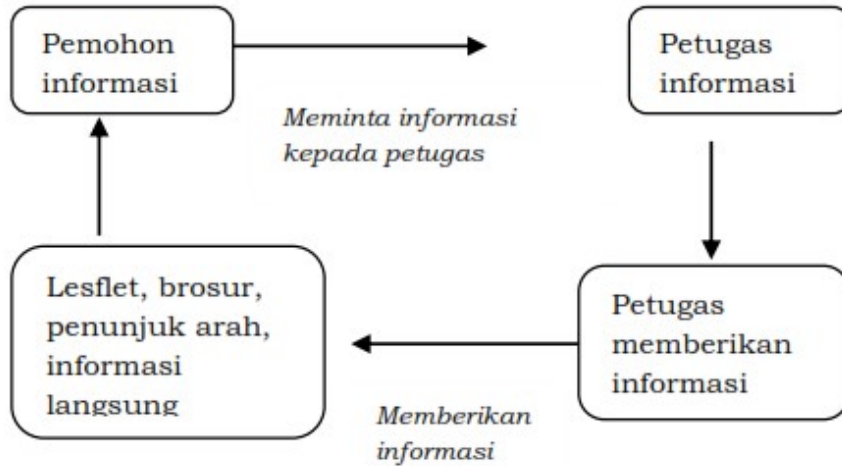 Pemohon
informasi
Petugas
informasi
Meminta informasi
kepada petugas
Lesflet, brosur,
penunjuk arah,
informasi
langsung
Petugas
memberikan
informasi
Memberikan
informasi